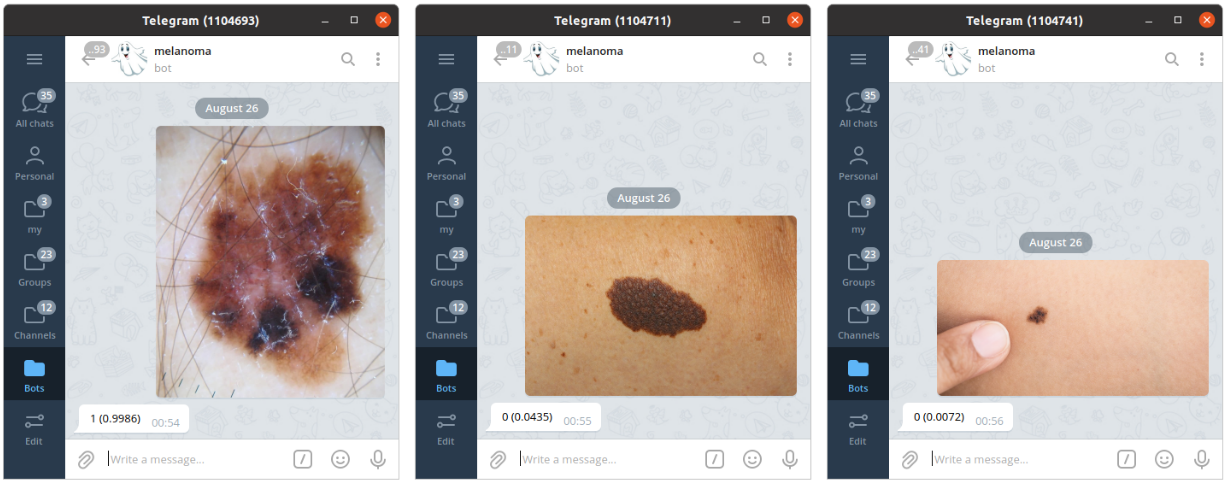 Telegram (1104693)
..93
melanoma
bot
35
All chats
Personal
3
my
23
Groups
12
Channels
Bots
Edit
August 26
1 (0.9986)
00:54
Write a message...
Telegram (1104711)
..11
melanoma
bot
35
All chats
Personal
3
my
23
Groups
12
Channels
Bots
Edit
August 26
0 (0.0435)
00:55
Write a message...
Telegram (1104741)
..41
melanoma
bot
35
All chats
Personal
3
my
23
Groups
12
Channels
Bots
Edit
August 26
0 (0.0072)
00:56
Write a message...